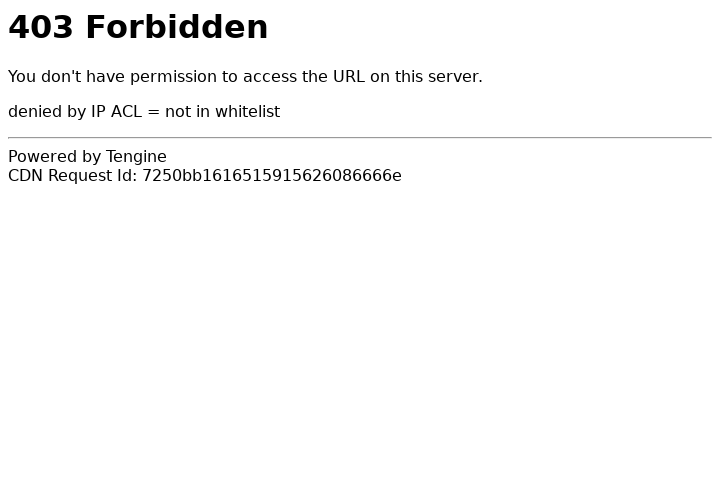 403 Forbidden
You don't have permission to access the URL on this server.
denied by IP ACL = not in whitelist
Powered by Tengine
CDN Request Id: 7250bb1616515915626086666e